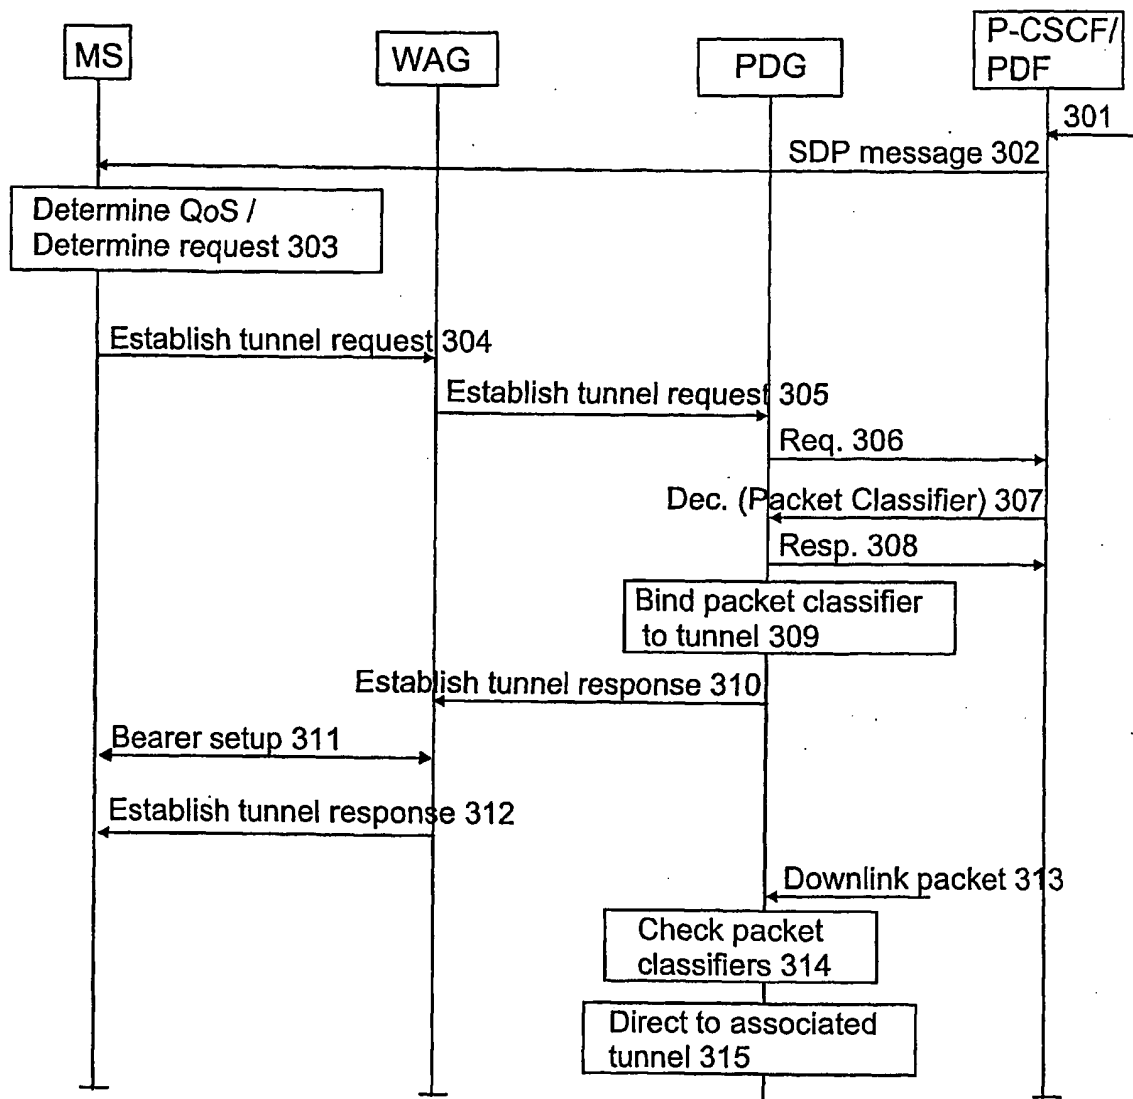 MS
WAG
PDG
P-CSCF/
PDF
301
SDP message 302
Determine QoS /
Determine request 303
Establish tunnel request 304
Establish tunnel request 305
Req. 306
Dec. (Packet Classifier) 307
Resp. 308
Bind packet classifier
to tunnel 309
Establish tunnel response 310
Bearer setup 311
Establish tunnel response 312
Downlink packet 313
Check packet
classifiers 314
Direct to associated
tunnel 315